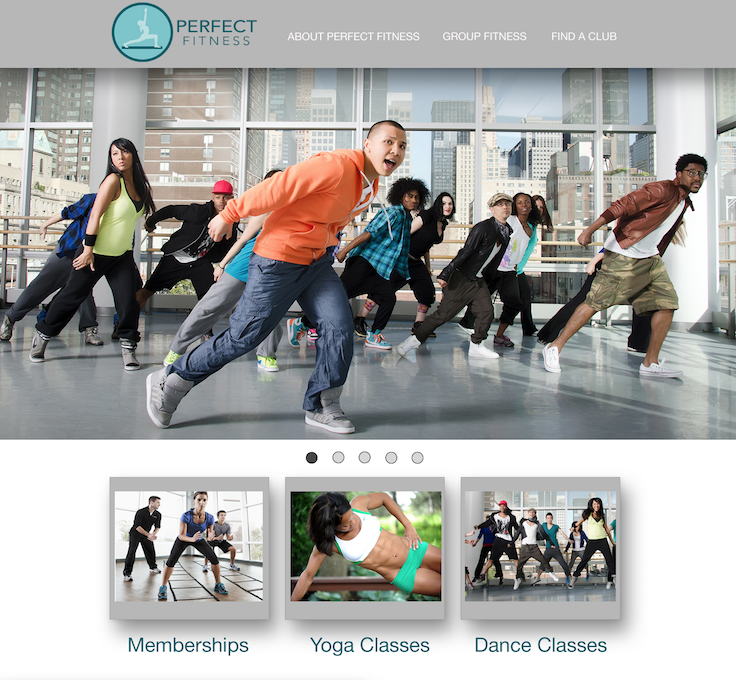 PERFECT
FITNESS
ABOUT PERFECT FITNESS GROUP FITNESS FIND A CLUB
Memberships Yoga Classes Dance Classes